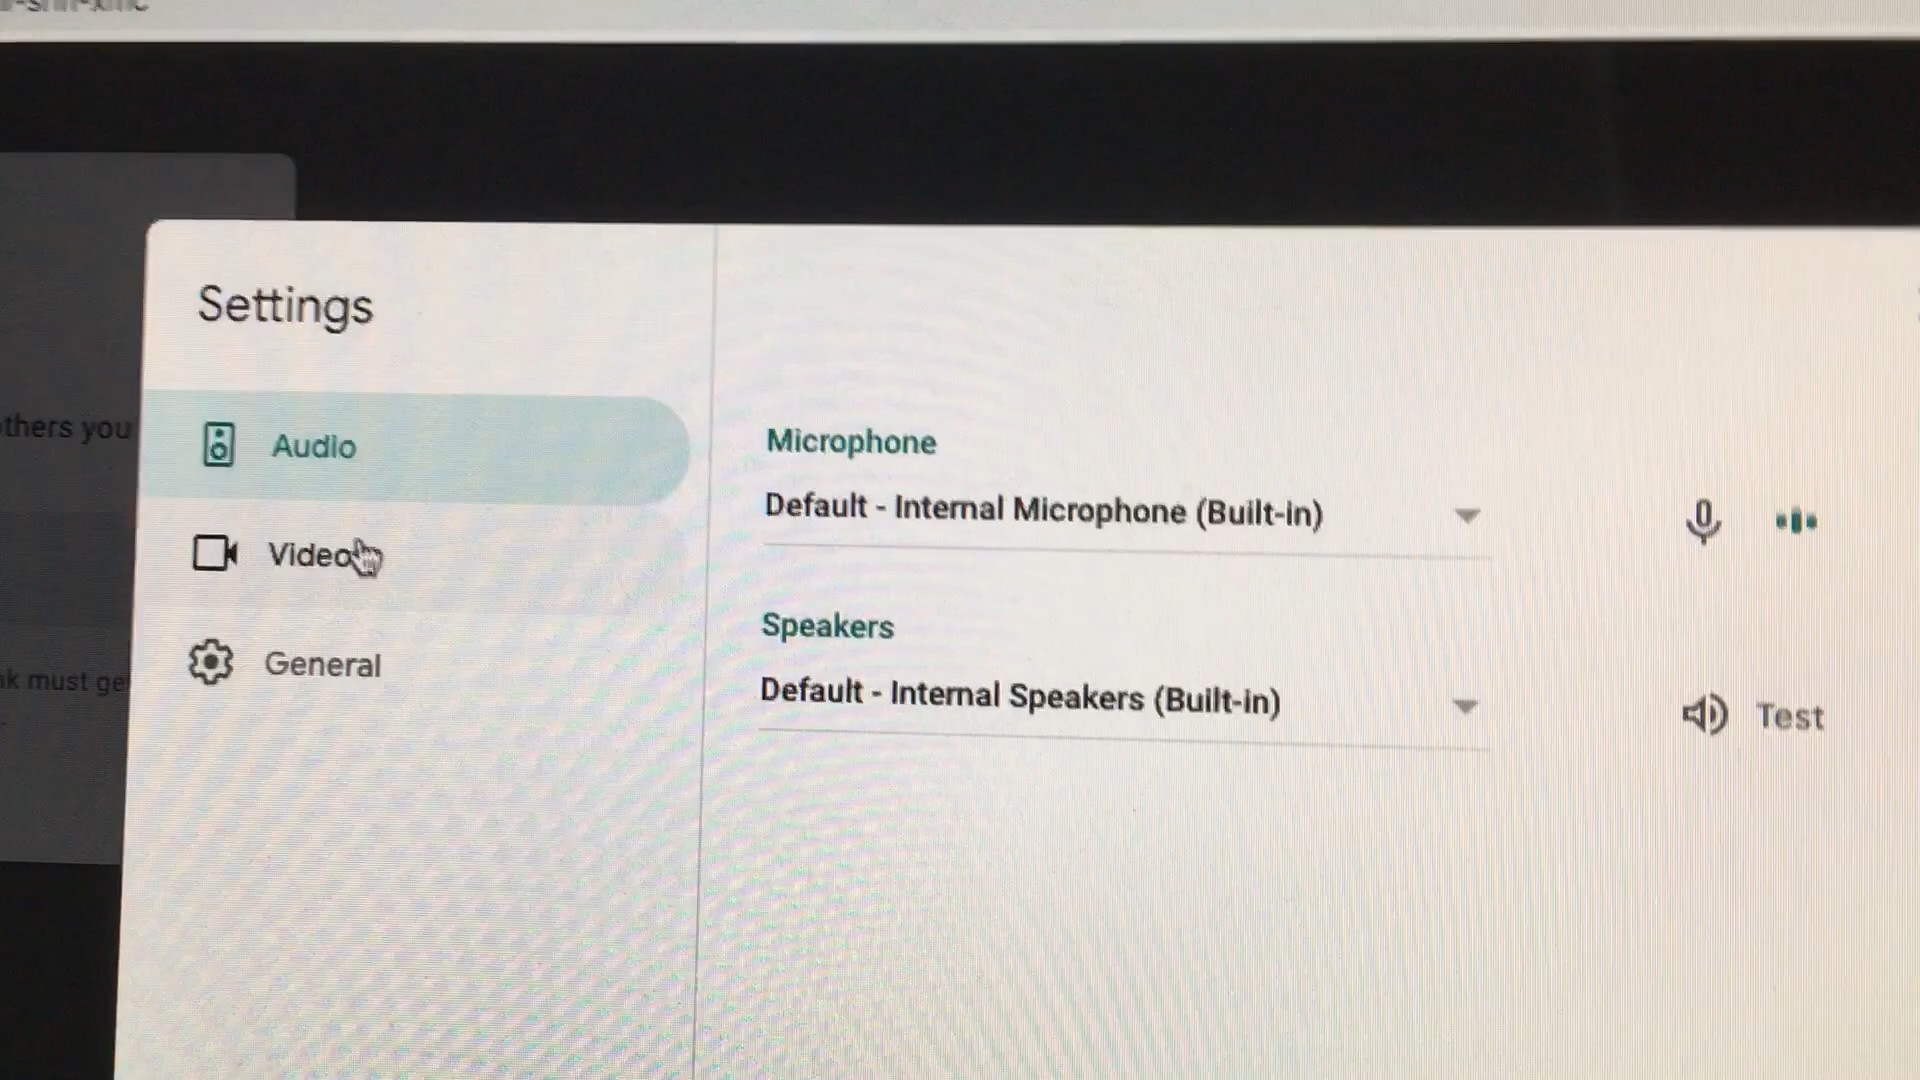 Settings
thers you
Audio
Video
General
must ge
Microphone
Default - Internal Microphone (Built-in)
Speakers
Default - Internal Speakers (Built-in)
Test